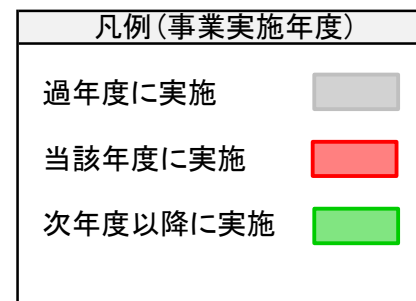 凡例(事業実施年度)
過年度に実施
当該年度に実施
次年度以降に実施